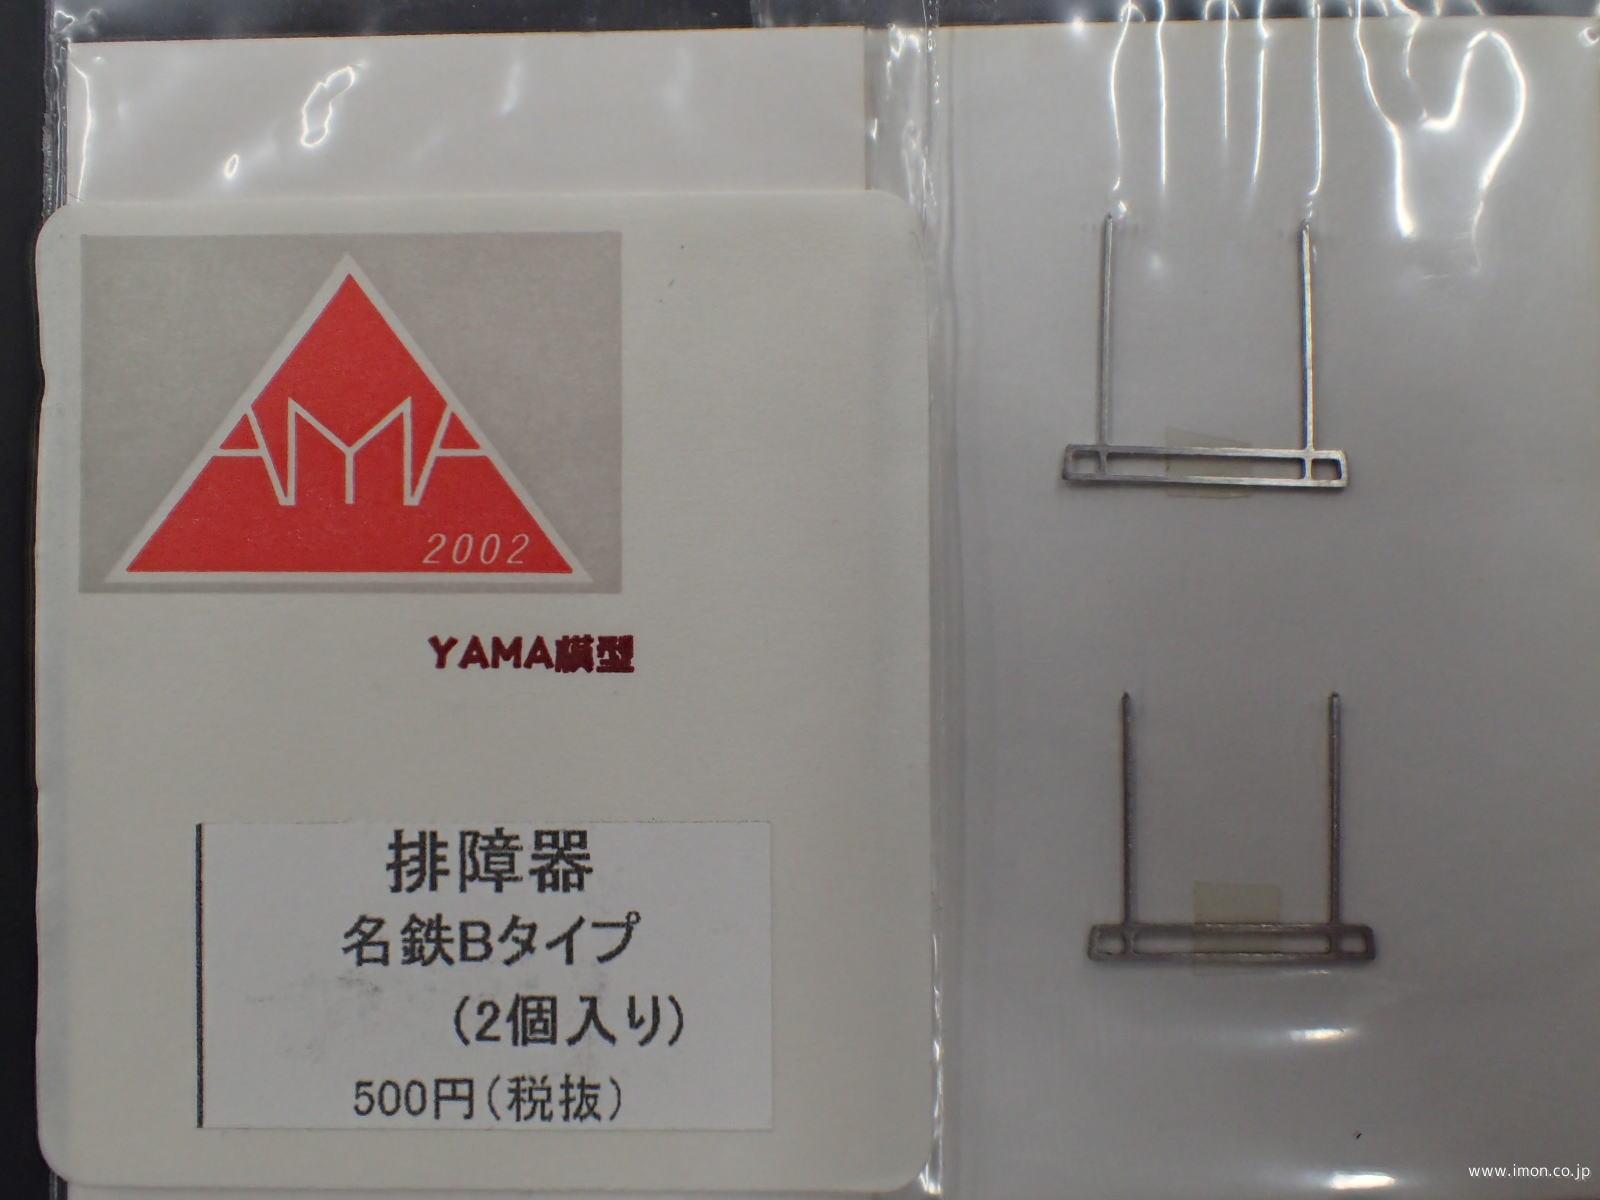 AYMA
2002
YAMA模型
排障器
名鉄Bタイプ
(2個入り)
500円(税抜)
www.imon.co.jp